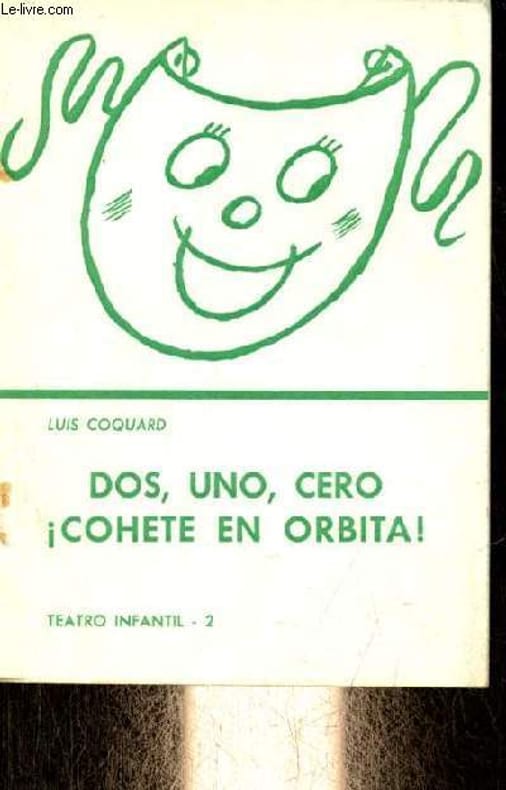 Le-livre.com
LUIS COQUARD
DOS, UNO, CERO
¡COHETE EN ORBITA!
TEATRO INFANTIL - 2